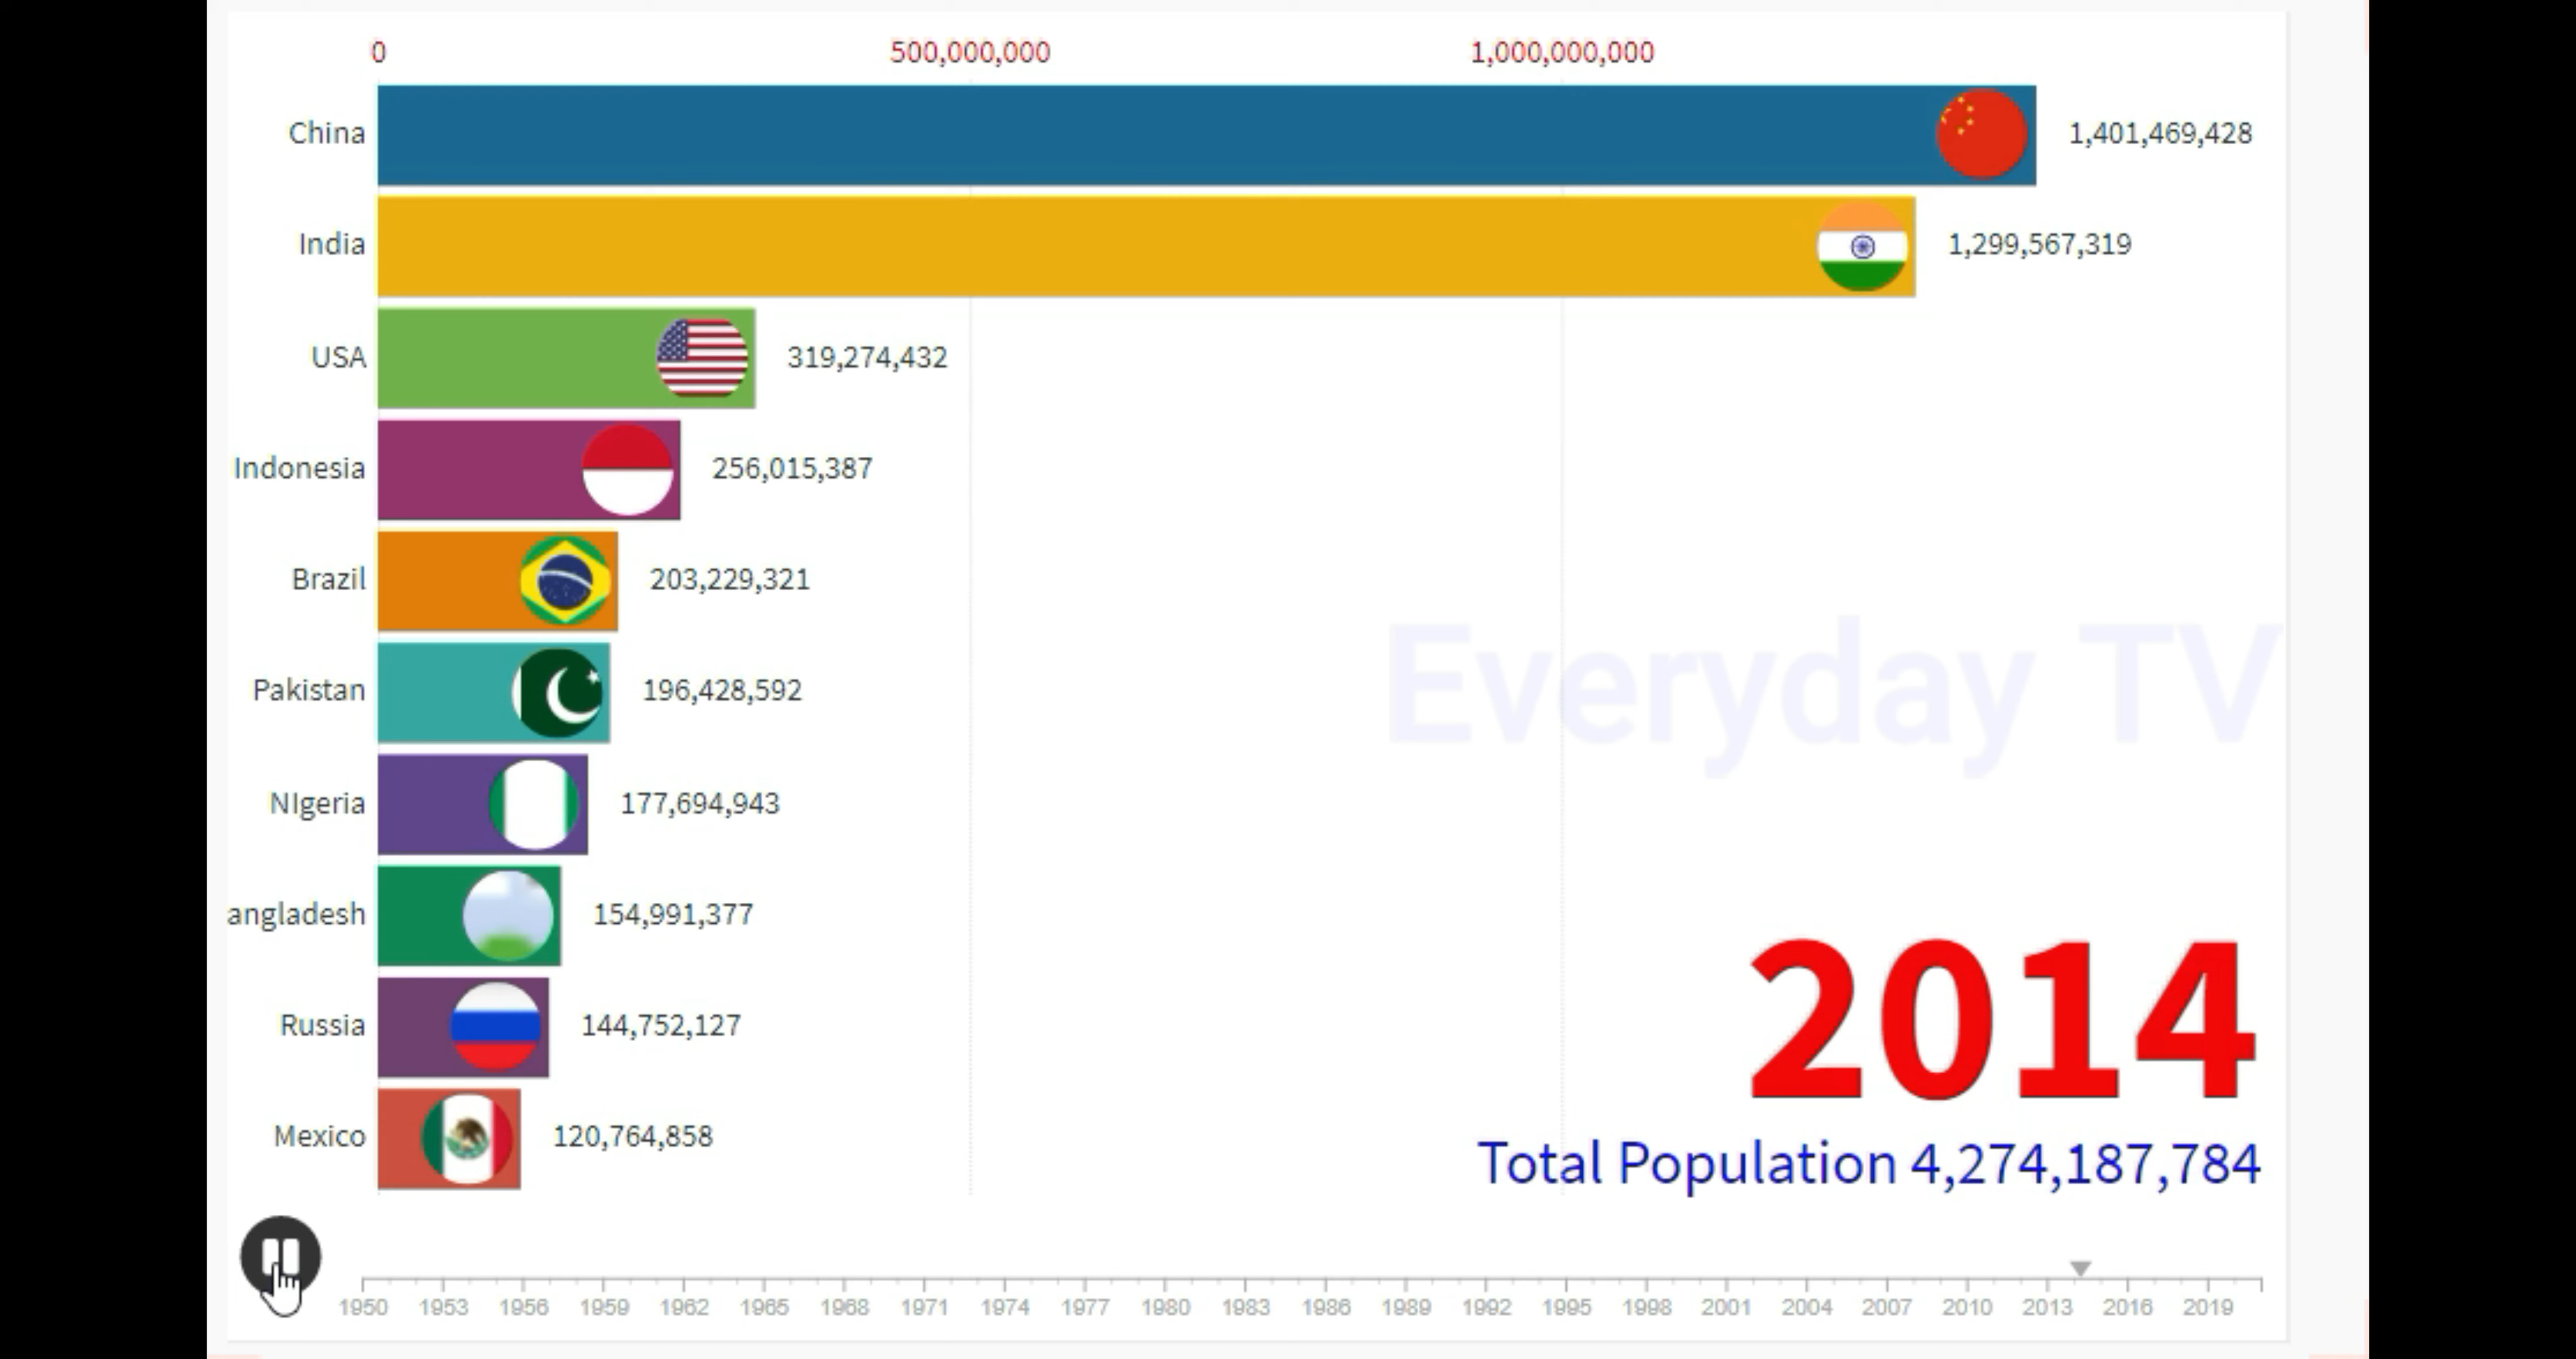 0 500,000,000 1,000,000,000
China 1,401,469,428
India 1,299,567,319
USA 319,274,432
Indonesia 256,015,387
Brazil 203,229,321
Pakistan 196,428,592
Everyday TV
NIgeria 177,694,943
angladesh 154,991,377
Russia 144,752,127
Mexico 120,764,858
2014
Total Population 4,274,187,784
1950 1953 1956 1959 1962 1965 1968 1971 1974 1977 1980 1983 1986 1989 1992 1995 1998 2001 2004 2007 2010 2013 2016 2019